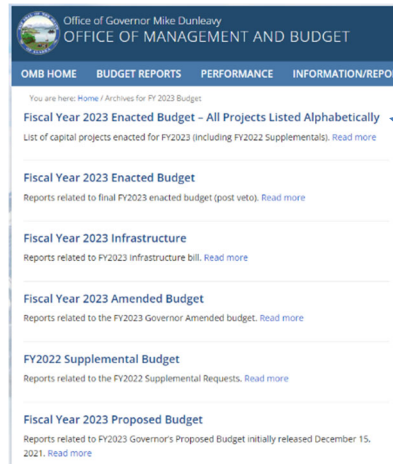 Office of Governor Mike Dunleavy
OFFICE OF MANAGEMENT AND BUDGET
OMB HOME BUDGET REPORTS PERFORMANCE INFORMATION/REPO
You are here: Home / Archives for FY 2023 Budget
Fiscal Year 2023 Enacted Budget – All Projects Listed Alphabetically
List of capital projects enacted for FY2023 (including FY2022 Supplementals). Read more
Fiscal Year 2023 Enacted Budget
Reports related to final FY2023 enacted budget (post veto). Read more
Fiscal Year 2023 Infrastructure
Reports related to FY2023 Infrastructure bill. Read more
Fiscal Year 2023 Amended Budget
Reports related to the FY2023 Governor Amended budget. Read more
FY2022 Supplemental Budget
Reports related to the FY2022 Supplemental Requests. Read more
Fiscal Year 2023 Proposed Budget
Reports related to FY2023 Governor's Proposed Budget initially released December 15,
2021. Read more